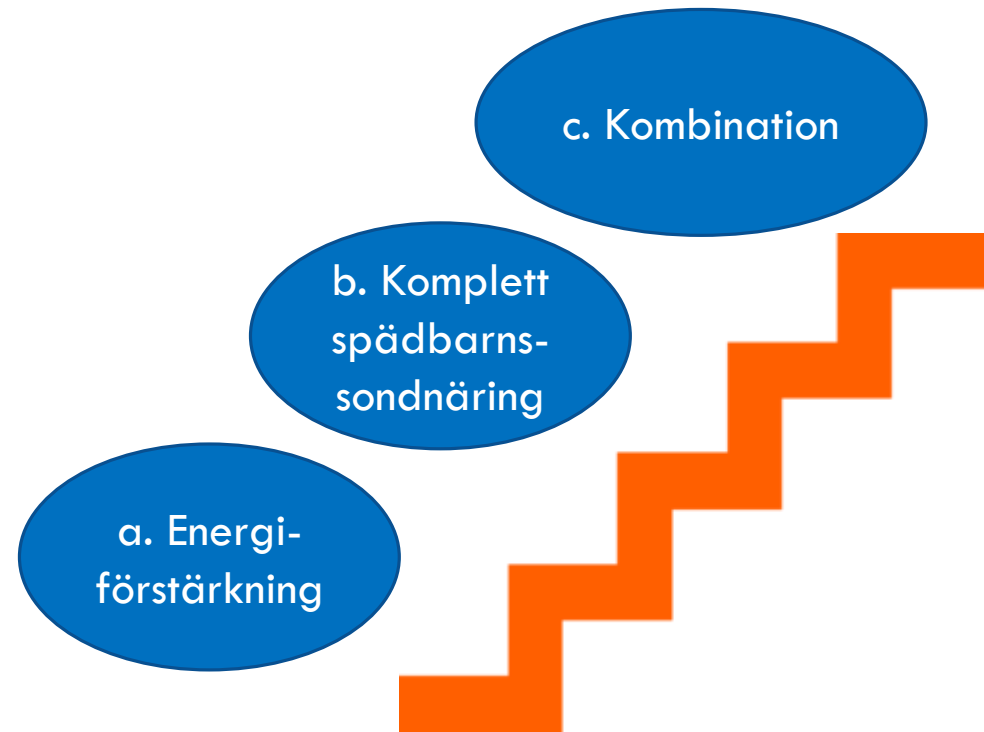 c. Kombination
b. Komplett
spädbarns-
sondnäring
a. Energi-
förstärkning